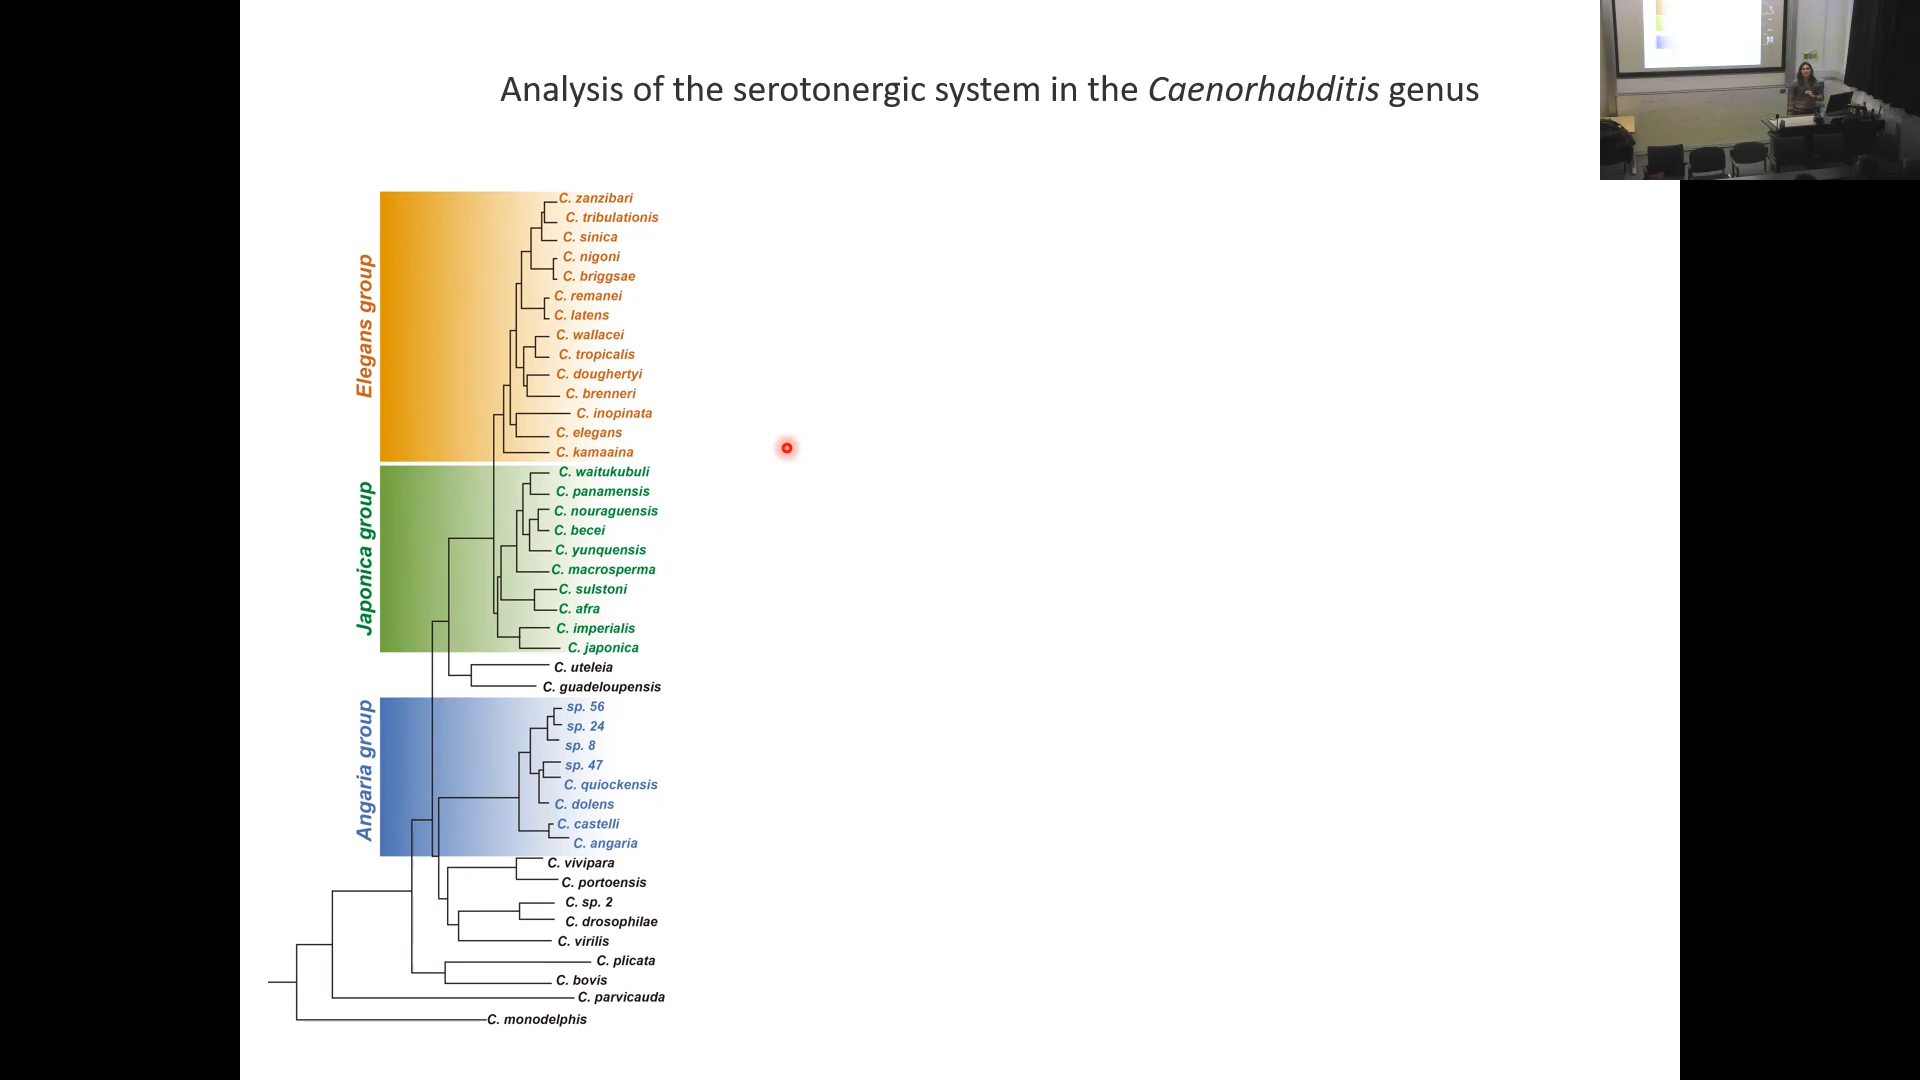 Analysis of the serotonergic system in the Caenorhabditis genus
Elegans group
C. zanzibari
C. tribulationis
C. sinica
C. nigoni
C. briggsae
C. remanei
C. latens
C. wallacei
C. tropicalis
C. doughertyi
C. brenneri
C. inopinata
C. elegans
C. kamaaina
Japonica group
C. waitukubuli
C. panamensis
C. nouraguensis
C. becei
C. yunquensis
C. macrosperma
C. sulstoni
C. afra
C. imperialis
C. japonica
C. uteleia
C. guadeloupensis
Angaria group
sp. 56
sp. 24
sp. 8
sp. 47
C. quiockensis
C. dolens
C. castelli
C. angaria
C. vivipara
C. portoensis
C. sp. 2
C. drosophilae
C. virilis
C. plicata
C. bovis
C. parvicauda
C. monodelphis